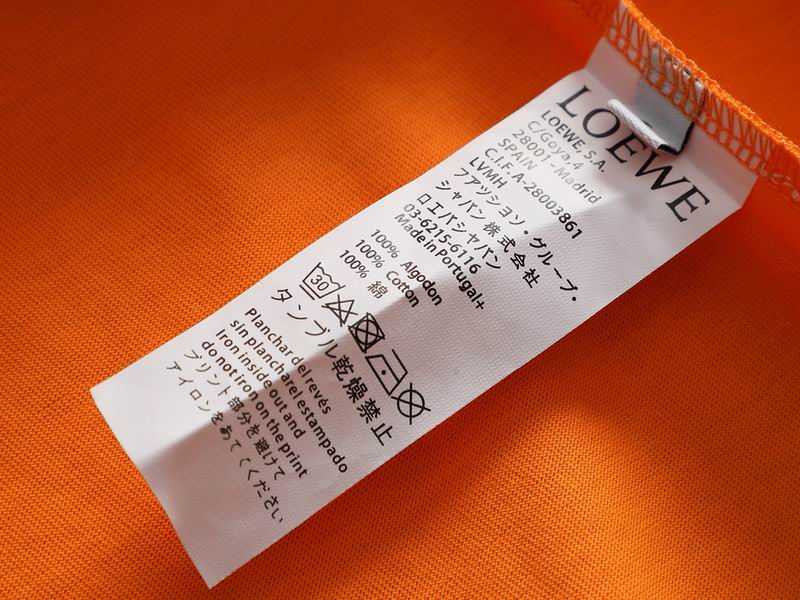 LOEWE
LOEWE, S.A.
C/Goya, 4
28001 - Madrid
SPAIN
C.I.F. A-28003861
LVMH
ファッション・グループ・
ジャパン株式会社
ロエベジャパン
03-6215-6116
Made in Portugal+
100% Algodon
100% Cotton
100% 綿
30
タンブル乾燥禁止
Planchar del revés
sin planchar el estampado
Iron inside out and
do not iron on the print
プリント部分を避けて
アイロンをあててください